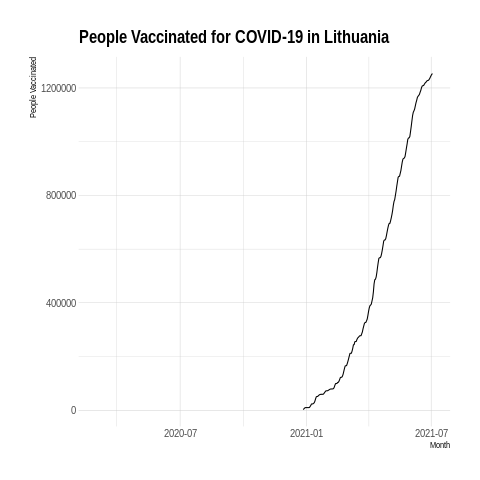 People Vaccinated for COVID-19 in Lithuania
People Vaccinated
1200000
800000
400000
0
2020-07
2021-01
2021-07
Month